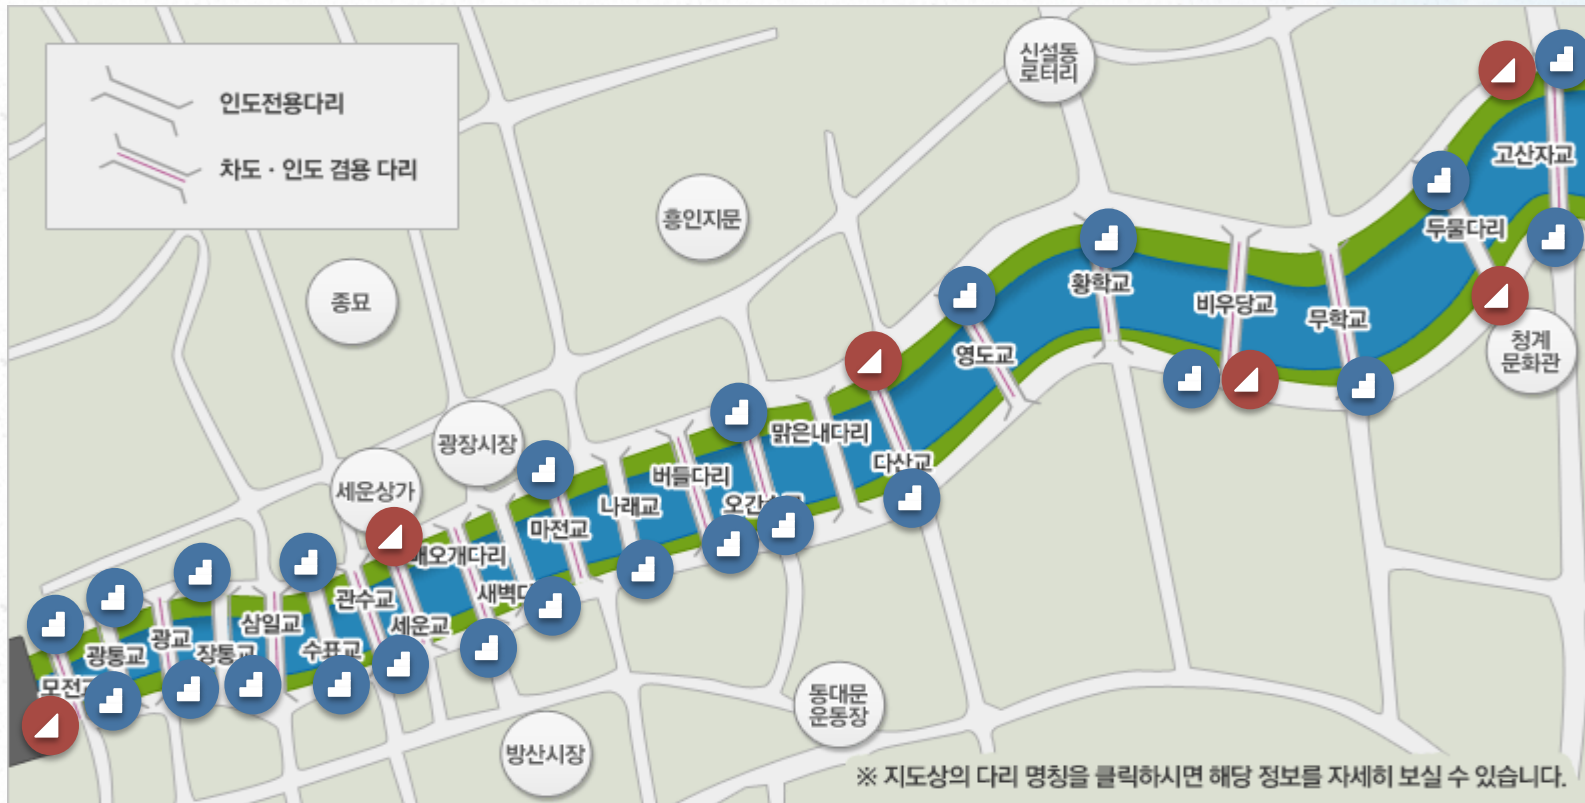 인도전용다리
차도 · 인도 겸용 다리
신설동
로터리
흥인지문
종묘
광장시장
세운상가
청계
문화관
동대문
운동장
방산시장
고산자교
두물다리
무학교
비우당교
황학교
영도교
다산교
맑은내다리
버들다리
나래교
마전교
세운교
관수교
수표교
삼일교
장통교
광교
광통교
※ 지도상의 다리 명칭을 클릭하시면 해당 정보를 자세히 보실 수 있습니다.